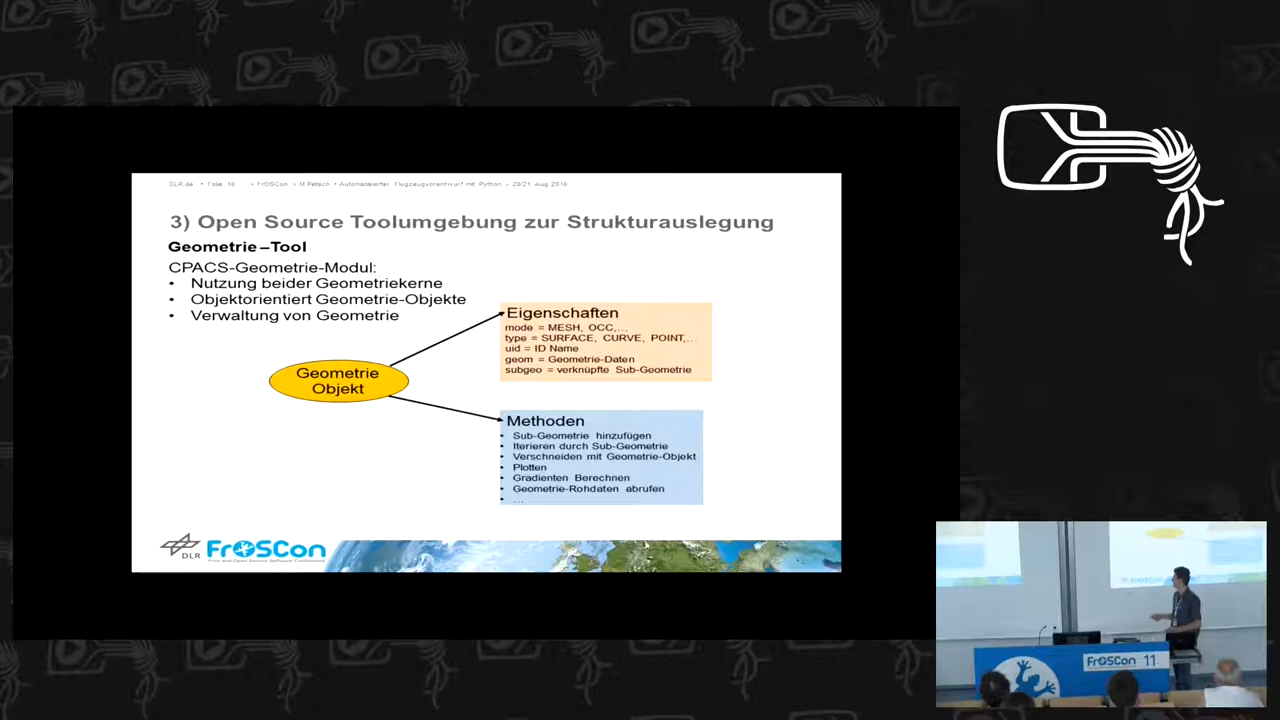 DLR.de • Folie 18 > FrOSCon > M Petsch • Automatisierter Flugzeugvorentwurf mit Python > 20/21 Aug 2016
3) Open Source Toolumgebung zur Strukturauslegung
Geometrie –Tool
CPACS-Geometrie-Modul:
• Nutzung beider Geometriekerne
• Objektorientiert Geometrie-Objekte
• Verwaltung von Geometrie
Geometrie
Objekt
Eigenschaften
mode = MESH, OCC,...
type = SURFACE, CURVE, POINT,...
uid = ID Name
geom = Geometrie-Daten
subgeo = verknüpfte Sub-Geometrie
Methoden
• Sub-Geometrie hinzufügen
• Iterieren durch Sub-Geometrie
• Verschneiden mit Geometrie-Objekt
• Plotten
• Gradienten Berechnen
• Geometrie-Rohdaten abrufen
• ...
DLR
FrOSCon
Free and Open Source Software Conference
FrOSCon 11